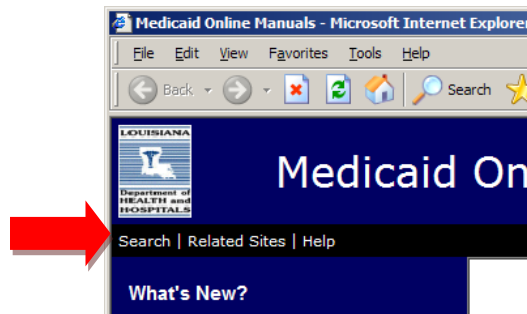 Medicaid Online Manuals - Microsoft Internet Explorer
File Edit View Favorites Tools Help
Back Search
LOUISIANA
Department of
HEALTH and
HOSPITALS
Medicaid On
Search | Related Sites | Help
What's New?